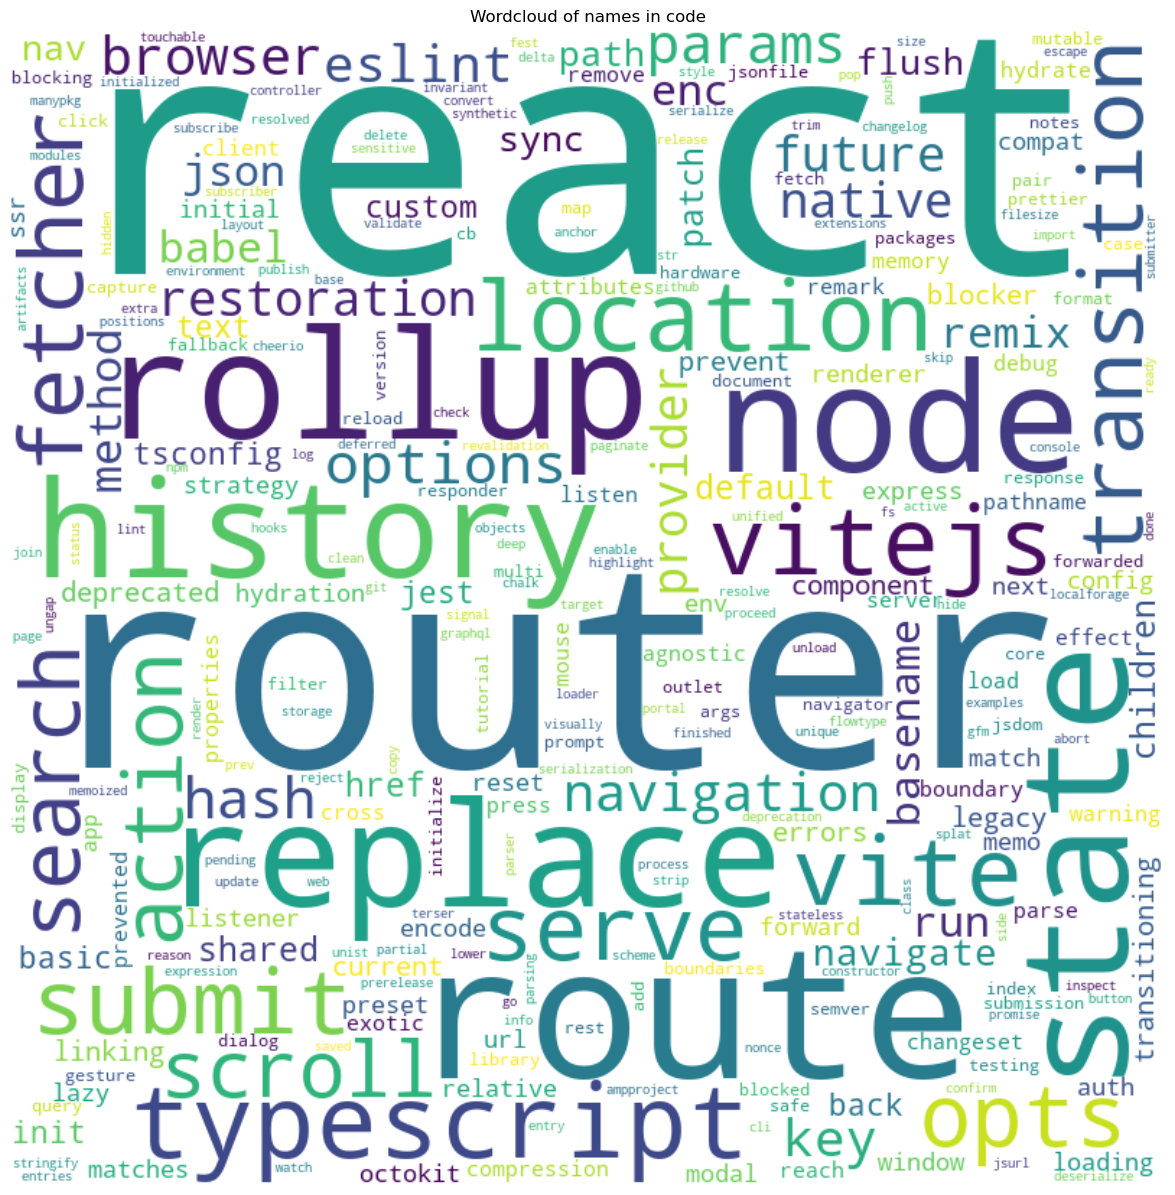 Wordcloud of names in code
react
router
rollup
node
history
route
replace
typescript
state
transition
location
vitejs
vite
submit
serve
scroll
opts
fetcher
search
action
browser
eslint
path
params
flush
nav
touchable
blocking
initialized
controller
fest
delta
invariant
convert
synthetic
remove
style
jsonfile
enc
serialize
pop
push
size
mutable
escape
hydrate
manypkg
click
modules
subscribe
resolved
client
json
subscriber
delete
sensitive
sync
release
trim
changelog
future
fetch
native
notes
compat
pair
prettier
filesize
import
case
submitter
ssr
hidden
initial
layout
custom
validate
cb
map
anchor
patch
str
extensions
packages
memory
babel
environment
publish
base
hardware
github
attributes
remark
blocker
format
artifacts
capture
extra
positions
restoration
text
fallback
cheerio
version
reload
check
method
prevent
document
renderer
remix
skip
debug
ready
tsconfig
log
deferred
revalidation
paginate
provider
console
npm
strategy
options
responder
listen
default
express
active
response
pathname
unified
fs
done
join
status
lint
hooks
clean
objects
deep
chalk
multi
enable
highlight
forwarded
deprecated
hydration
git
jest
component
next
config
localforage
ungap
page
env
resolve
proceed
server
hide
signal
graphql
target
mouse
agnostic
unload
basename
effect
core
children
properties
render
filter
storage
tutorial
loader
visually
prompt
outlet
portal
args
finished
navigator
flowtype
unique
load
examples
gfm
jsdom
match
abort
prev
memoized
reject
copy
href
reset
serialization
display
app
hash
cross
initialize
press
navigation
deprecation
errors
boundary
legacy
memo
splat
warning
pending
update
web
parser
process
strip
class
prevented
listener
terser
encode
lower
stateless
forward
side
run
parse
transitioning
basic
reason
shared
expression
current
unist
partial
prerelease
parsing
scheme
boundaries
constructor
navigate
inspect
preset
exotic
go
info
rest
add
nonce
semver
index
submission
promise
button
linking
dialog
saved
url
library
changeset
testing
gesture
lazy
relative
ampproject
blocked
safe
confirm
auth
query
init
entry
cli
back
key
stringify
entries
matches
watch
octokit
compression
modal
reach
window
jsurl
loading
deserialize